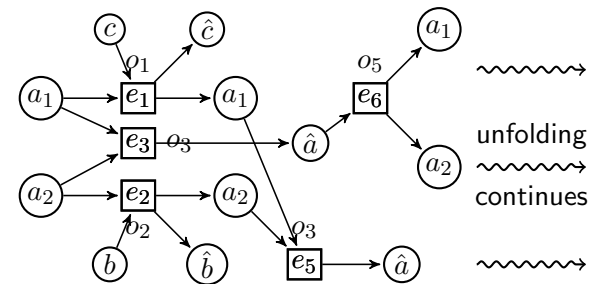 c ĉ a₁
o₁ o₅
a₁ e₁ a₁ e₆
e₃ o₃ â unfolding
a₂
a₂ e₂ a₂ continues
o₂ o₃
b b̂ e₅ â